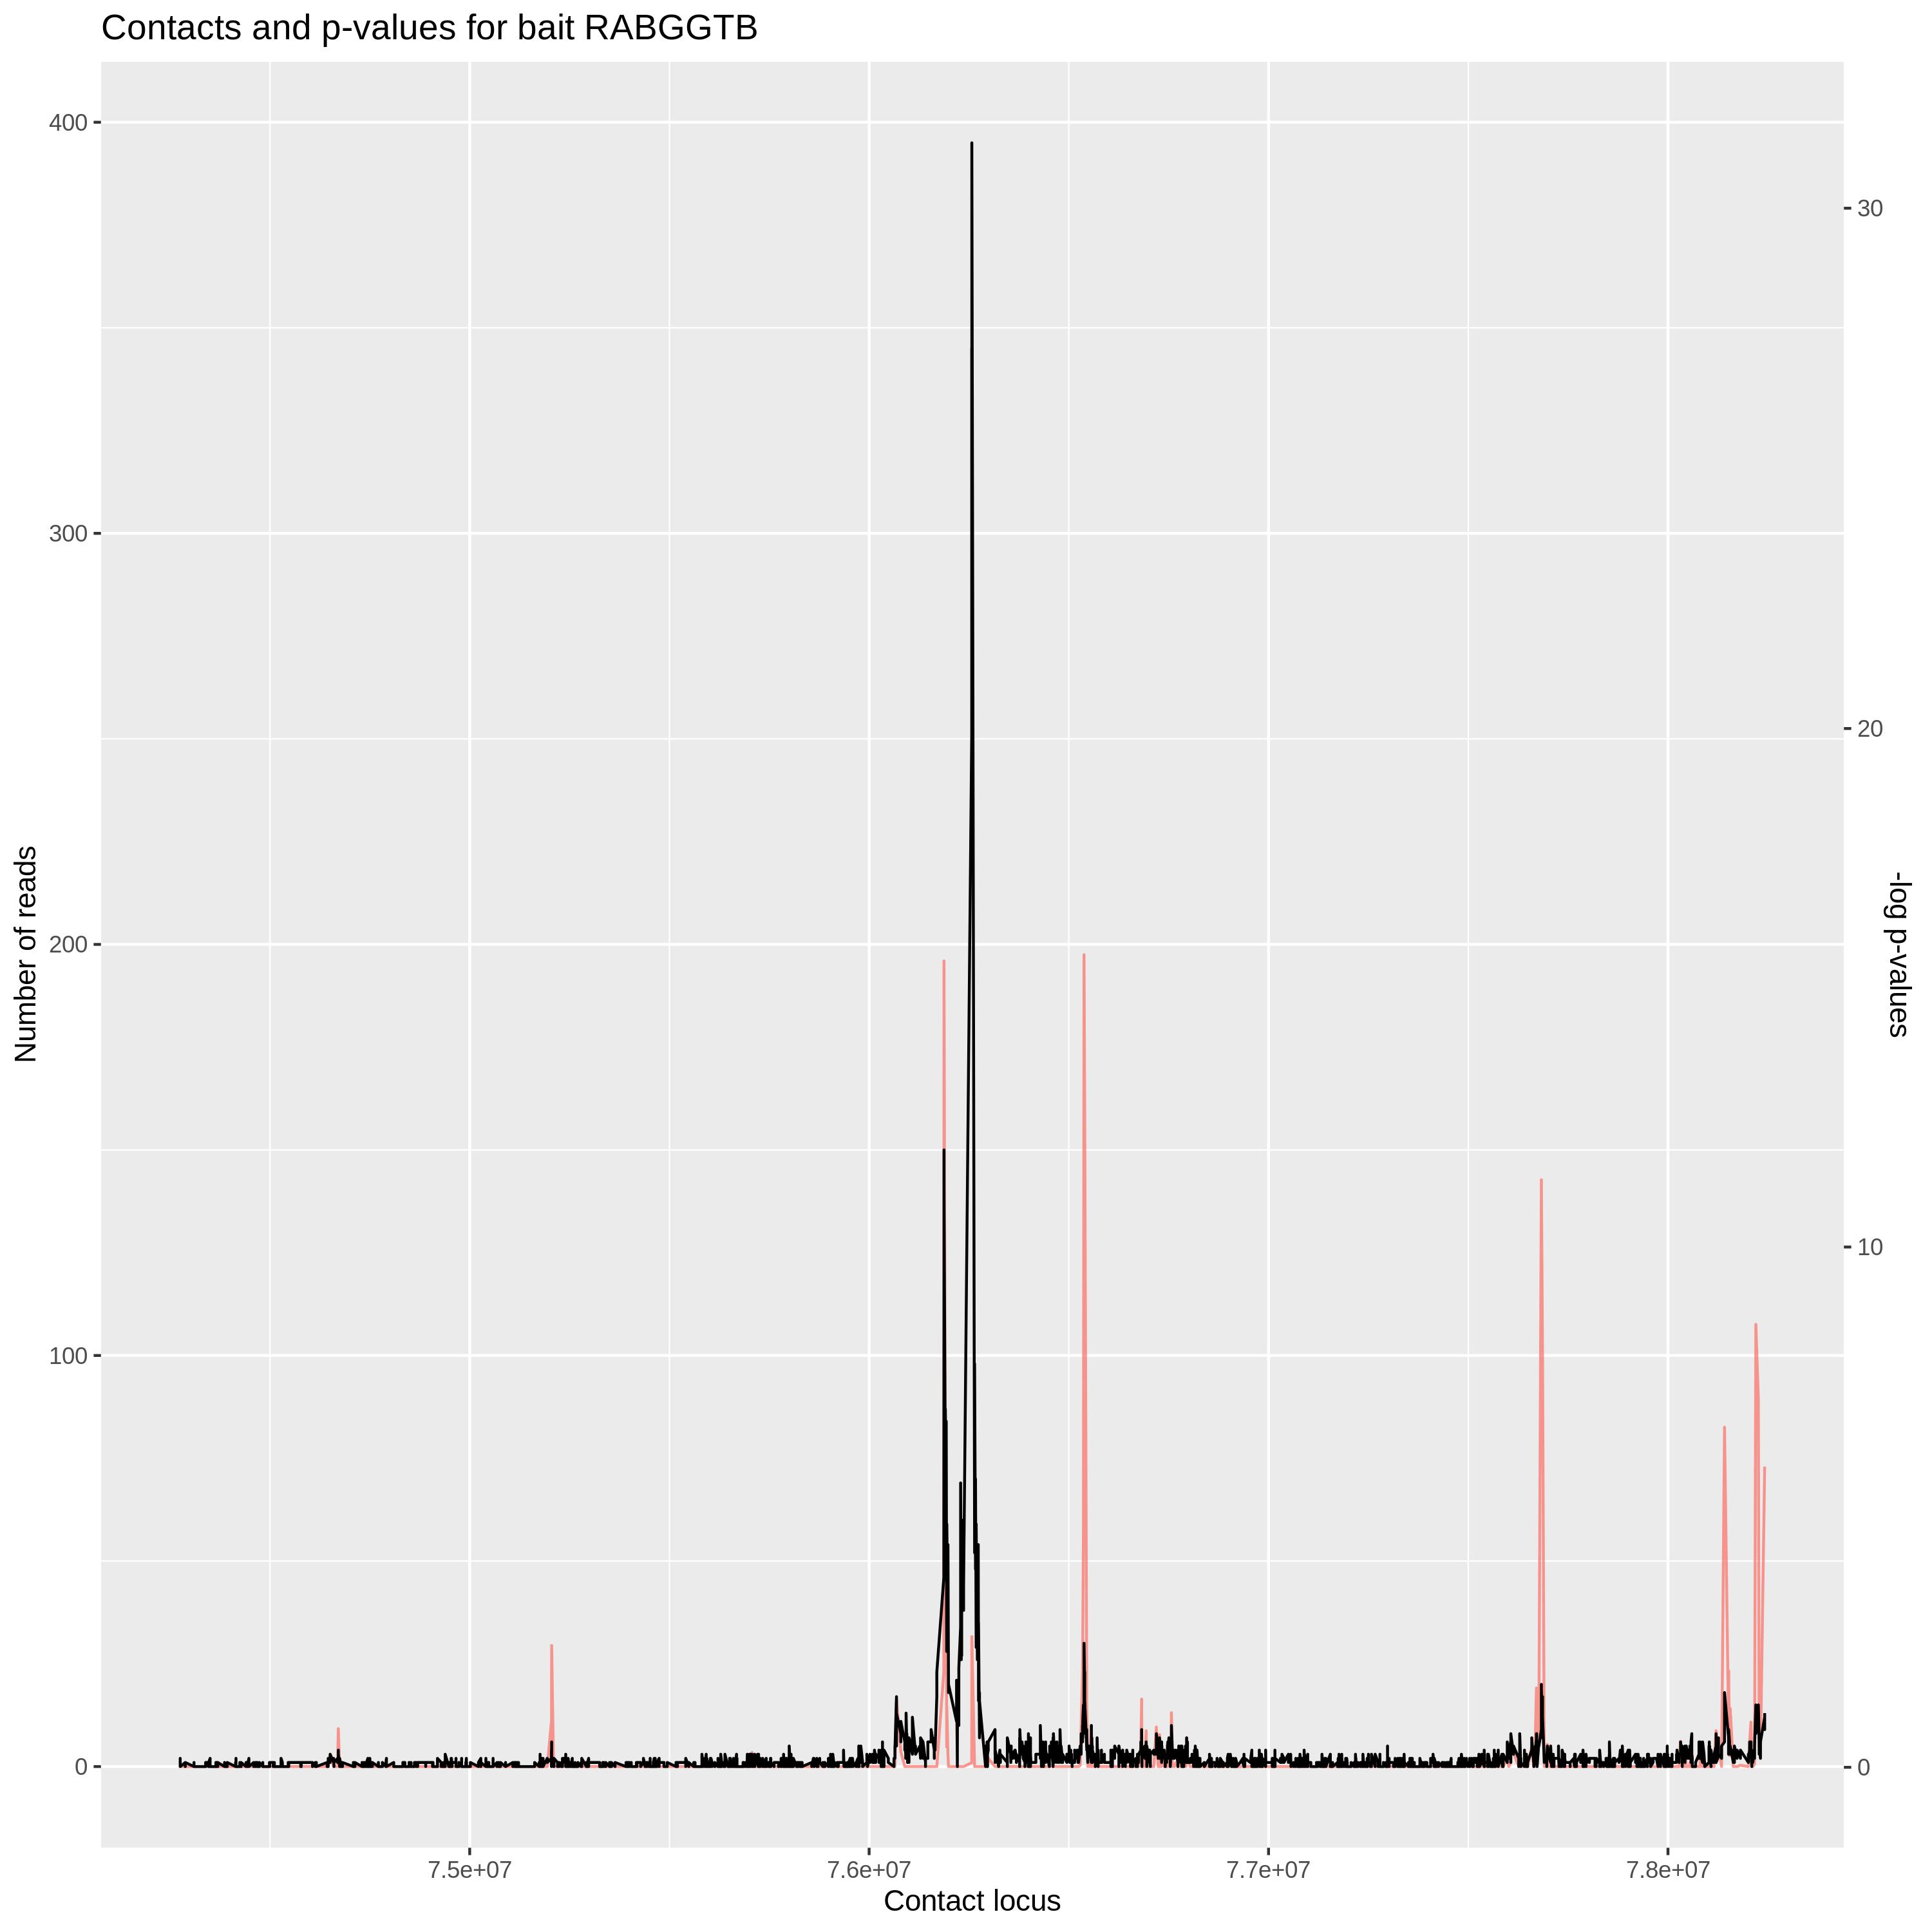 Contacts and p-values for bait RABGGTB
400
300
200
100
0
30
20
10
0
Number of reads
-log p-values
7.5e+07 7.6e+07 7.7e+07 7.8e+07
Contact locus